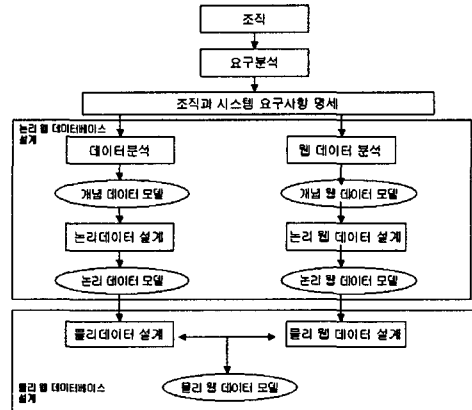 조직
요구분석
조직과 시스템 요구사항 명세
논리 웹 데이터베이스
설계
데이터분석
웹 데이터 분석
개념 데이터 모델
개념 웹 데이터 모델
논리데이터 설계
논리 웹 데이터 설계
논리 데이터 모델
논리 웹 데이터 모델
물리데이터 설계
물리 웹 데이터 설계
물리 웹 데이터 모델
물리 웹 데이터베이스
설계